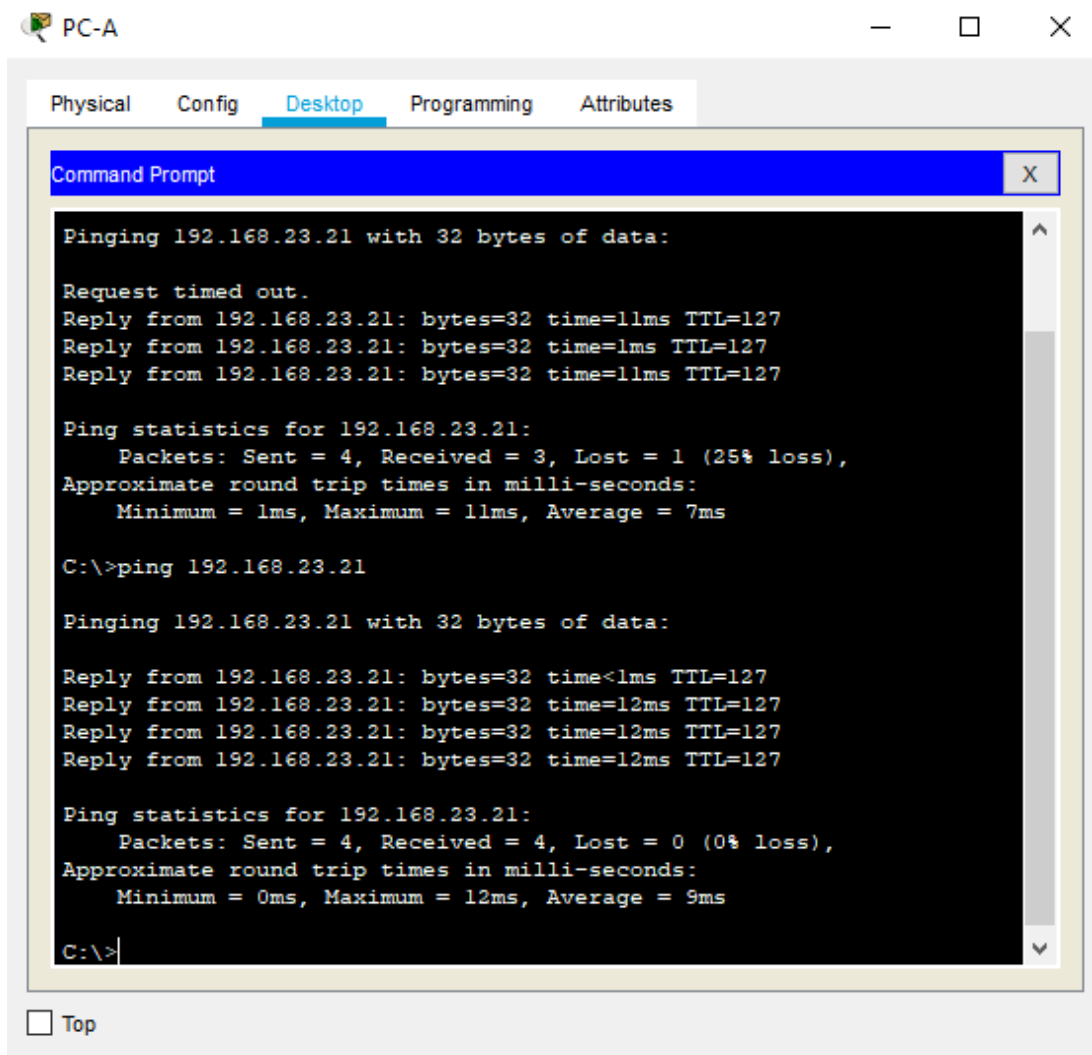 PC-A
Physical Config Desktop Programming Attributes
Command Prompt X
Pinging 192.168.23.21 with 32 bytes of data:
Request timed out.
Reply from 192.168.23.21: bytes=32 time=11ms TTL=127
Reply from 192.168.23.21: bytes=32 time=1ms TTL=127
Reply from 192.168.23.21: bytes=32 time=11ms TTL=127
Ping statistics for 192.168.23.21:
Packets: Sent = 4, Received = 3, Lost = 1 (25% loss),
Approximate round trip times in milli-seconds:
Minimum = 1ms, Maximum = 11ms, Average = 7ms
C:\>ping 192.168.23.21
Pinging 192.168.23.21 with 32 bytes of data:
Reply from 192.168.23.21: bytes=32 time<1ms TTL=127
Reply from 192.168.23.21: bytes=32 time=12ms TTL=127
Reply from 192.168.23.21: bytes=32 time=12ms TTL=127
Reply from 192.168.23.21: bytes=32 time=12ms TTL=127
Ping statistics for 192.168.23.21:
Packets: Sent = 4, Received = 4, Lost = 0 (0% loss),
Approximate round trip times in milli-seconds:
Minimum = 0ms, Maximum = 12ms, Average = 9ms
C:\>
Top